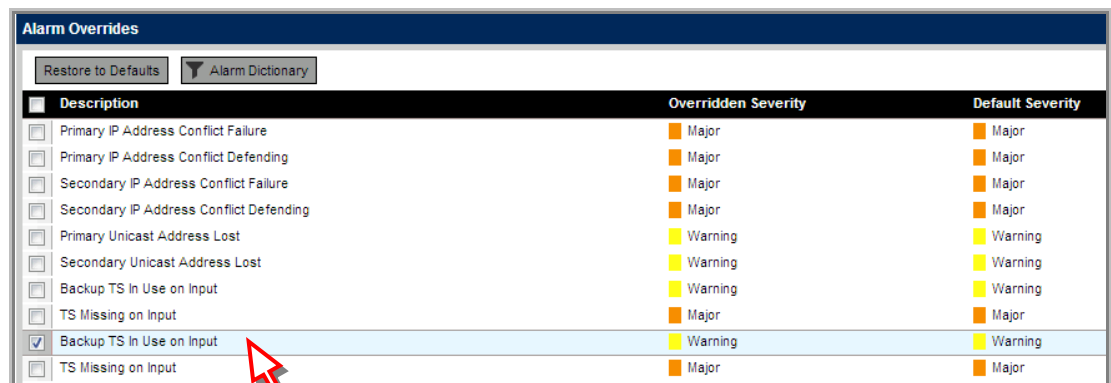 Alarm Overrides
Restore to Defaults Alarm Dictionary
Description Overridden Severity Default Severity
Primary IP Address Conflict Failure Major Major
Primary IP Address Conflict Defending Major Major
Secondary IP Address Conflict Failure Major Major
Secondary IP Address Conflict Defending Major Major
Primary Unicast Address Lost Warning Warning
Secondary Unicast Address Lost Warning Warning
Backup TS In Use on Input Warning Warning
TS Missing on Input Major Major
Backup TS In Use on Input Warning Warning
TS Missing on Input Major Major